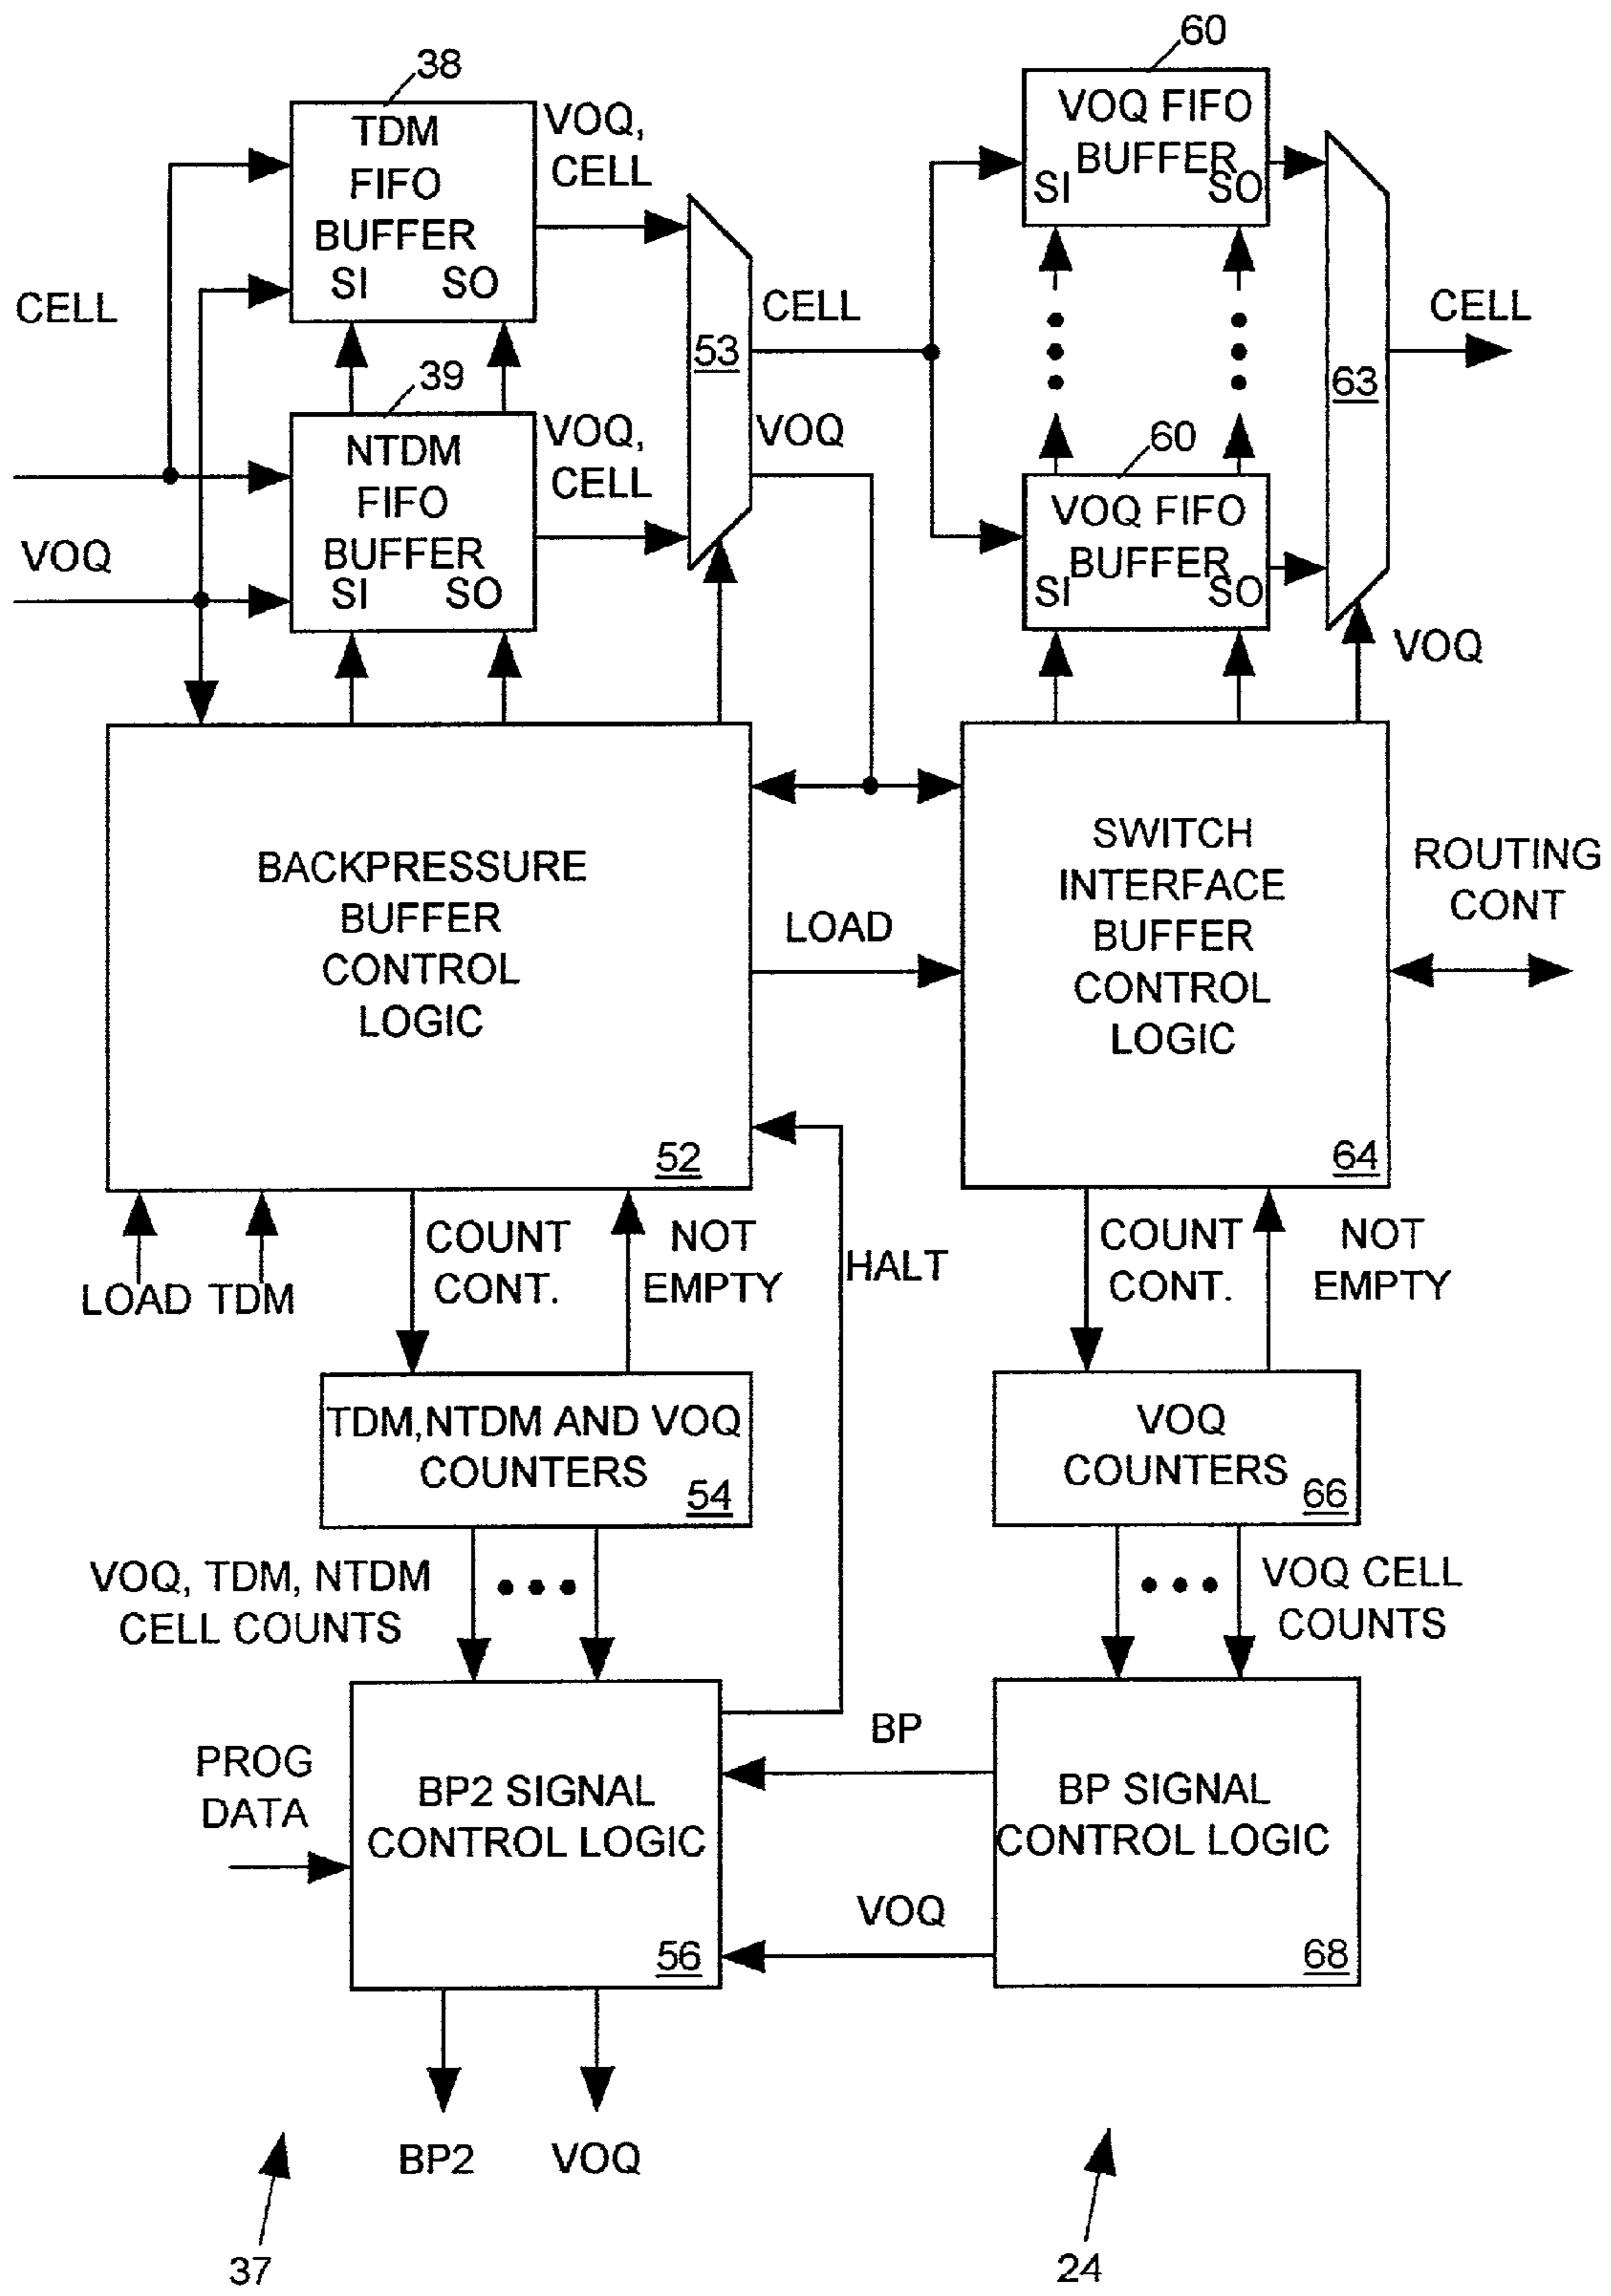 60
38
TDM
FIFO
BUFFER
SI SO
VOQ,
CELL
VOQ FIFO
BUFFER
SI SO
CELL
CELL
53
CELL
63
39
NTDM
FIFO
BUFFER
SI SO
VOQ,
CELL
VOQ
60
VOQ FIFO
BUFFER
SI SO
VOQ
VOQ
BACKPRESSURE
BUFFER
CONTROL
LOGIC
52
LOAD
SWITCH
INTERFACE
BUFFER
CONTROL
LOGIC
64
ROUTING
CONT
LOAD TDM
COUNT
CONT.
NOT
EMPTY
HALT
COUNT
CONT.
NOT
EMPTY
TDM,NTDM AND VOQ
COUNTERS
54
VOQ
COUNTERS
66
VOQ, TDM, NTDM
CELL COUNTS
VOQ CELL
COUNTS
PROG
DATA
BP2 SIGNAL
CONTROL LOGIC
56
BP
VOQ
BP SIGNAL
CONTROL LOGIC
68
BP2 VOQ
37
24